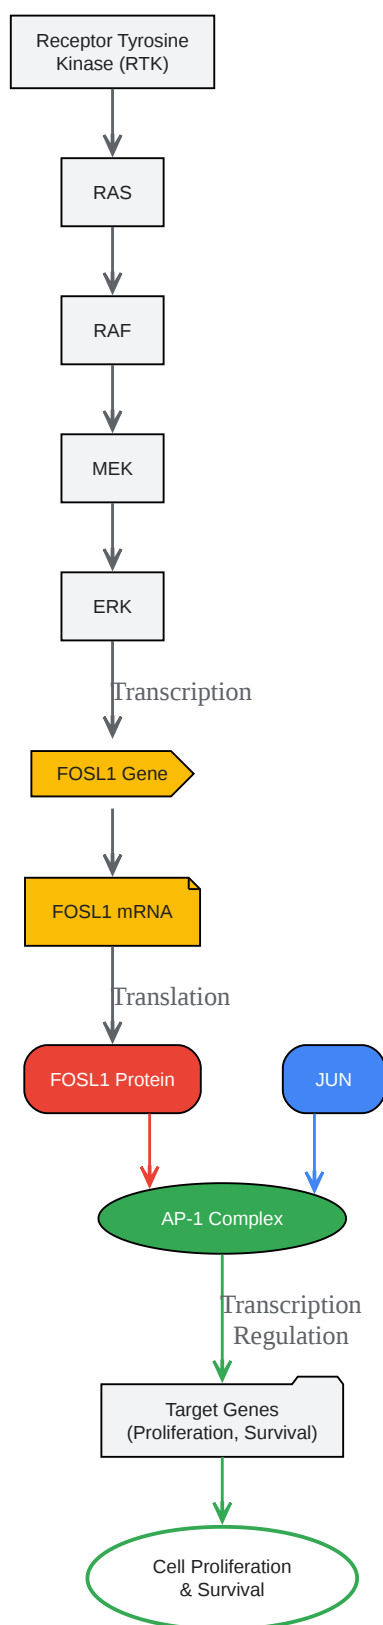 Receptor Tyrosine
Kinase (RTK)
RAS
RAF
MEK
ERK
Transcription
FOSL1 Gene
FOSL1 mRNA
Translation
FOSL1 Protein
JUN
AP-1 Complex
Transcription
Regulation
Target Genes
(Proliferation, Survival)
Cell Proliferation
& Survival